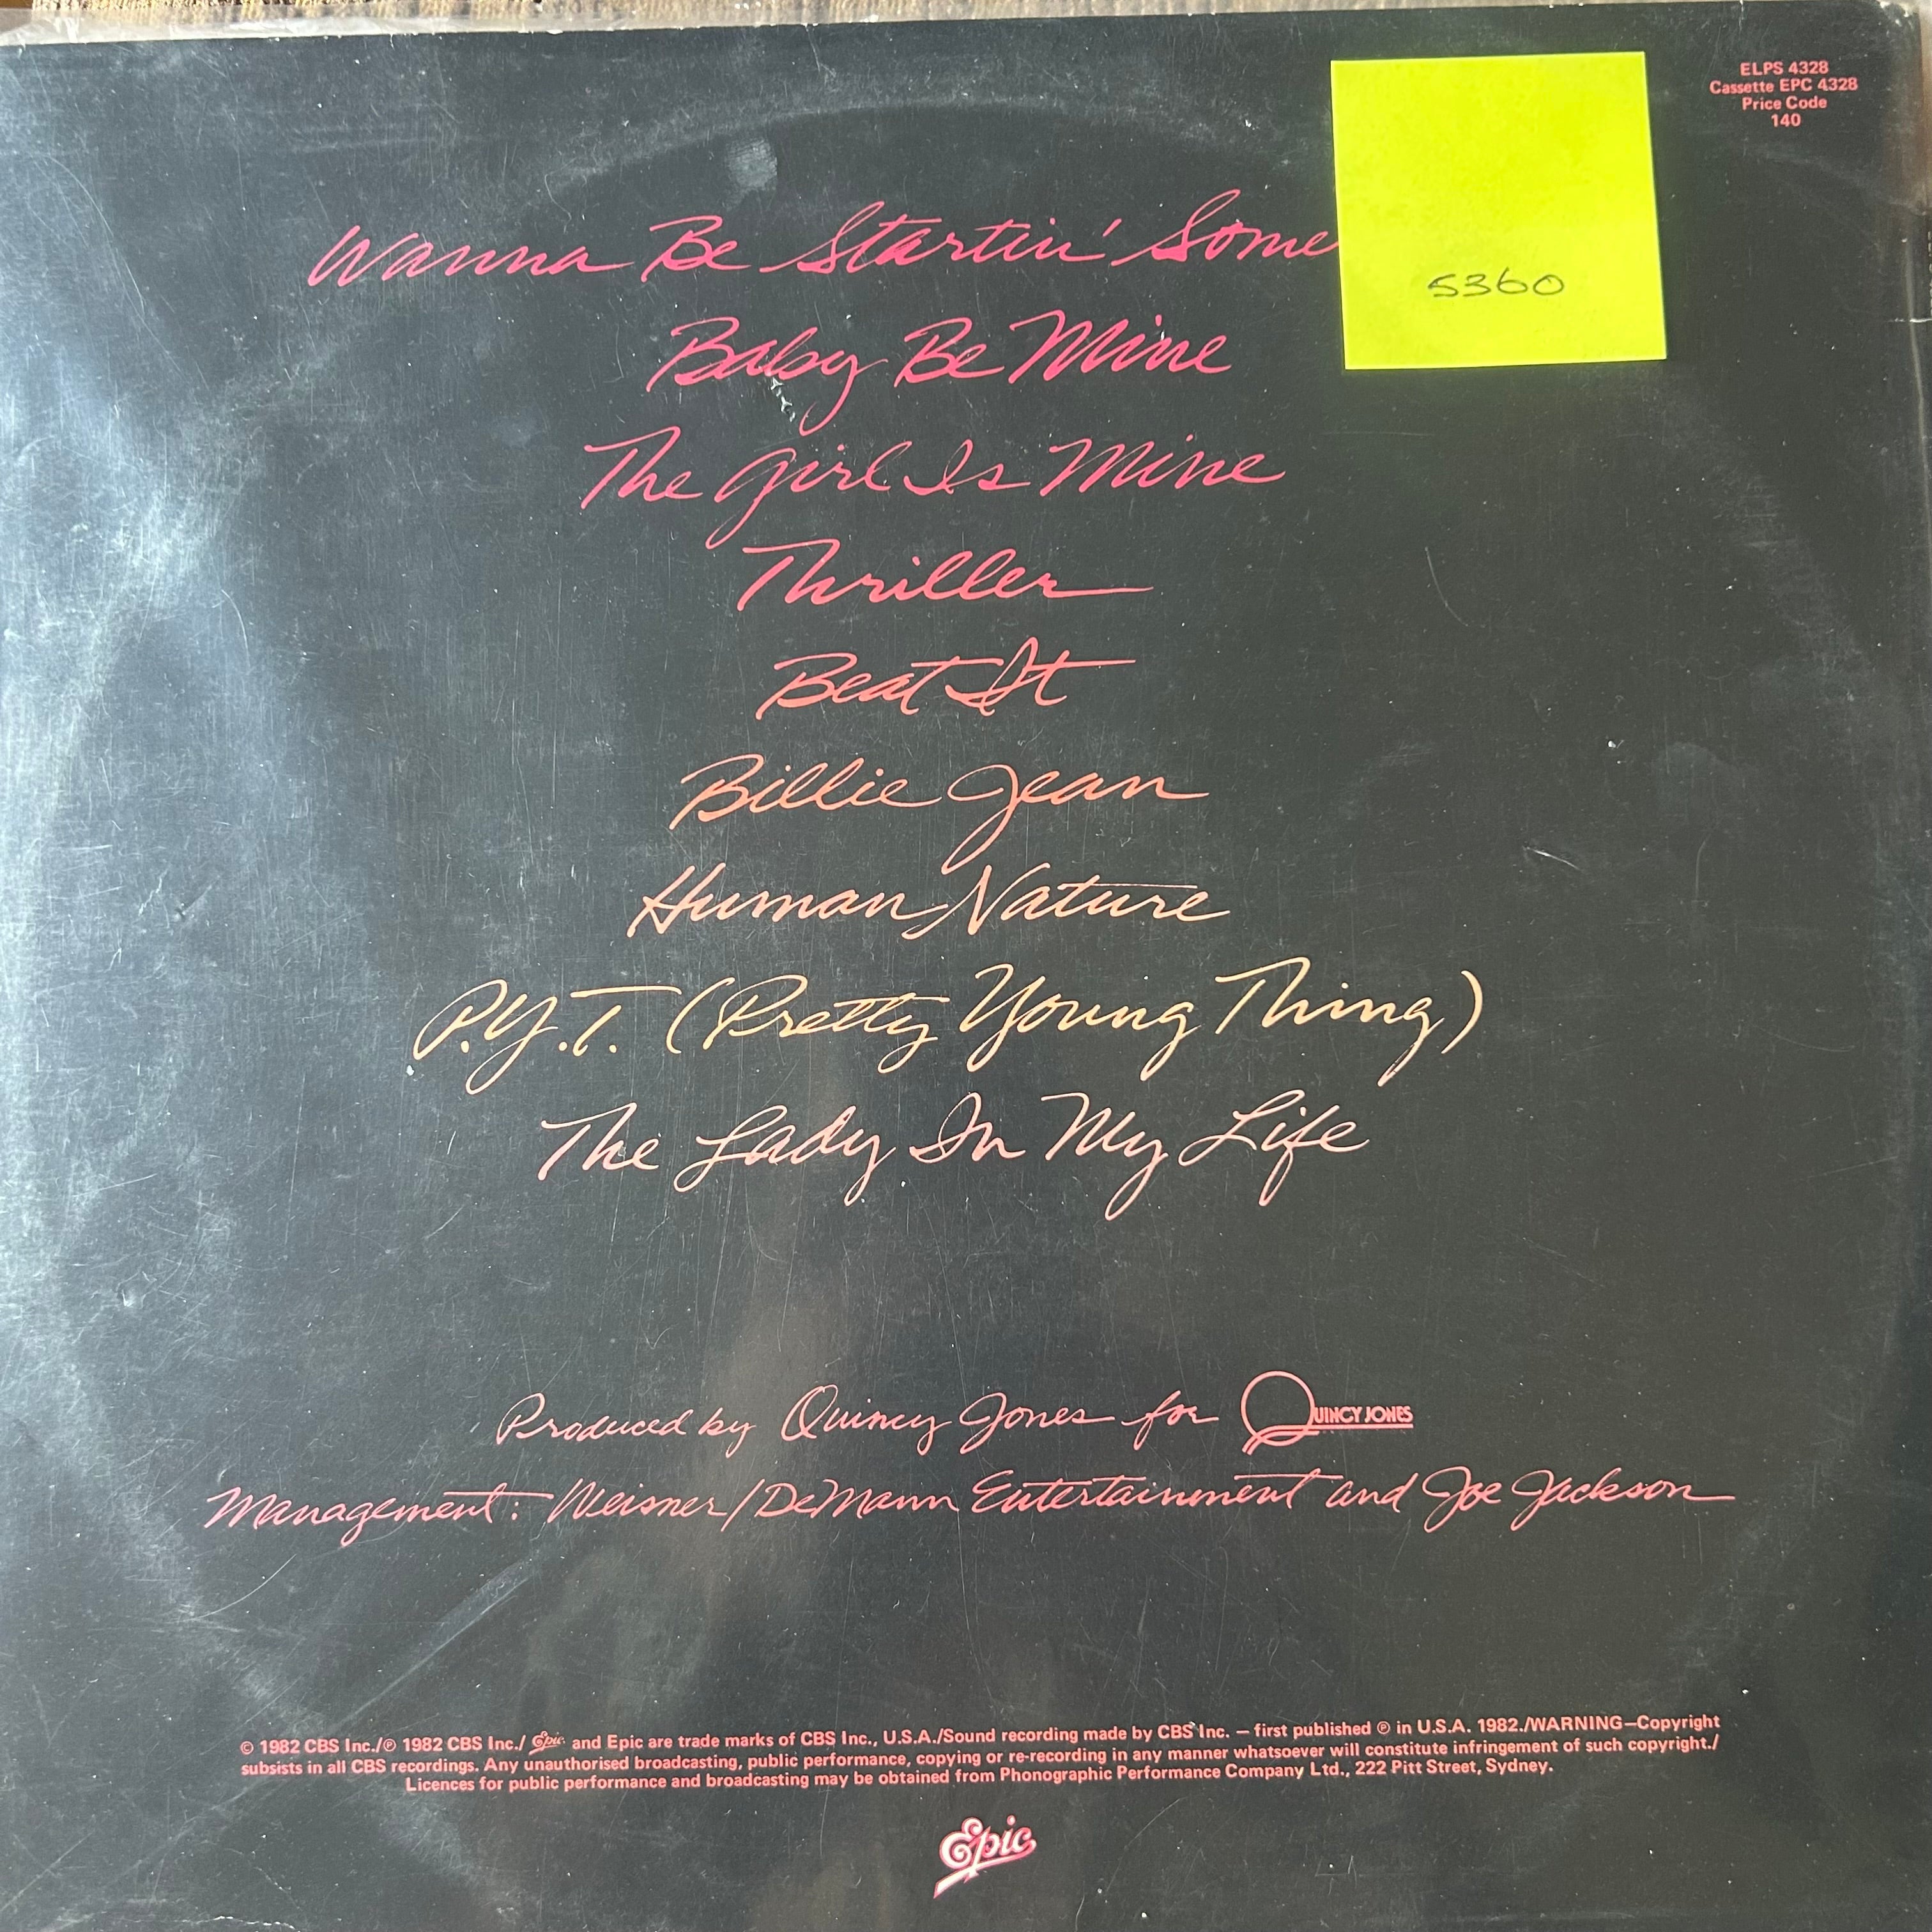 ELPS 4328
Cassette EPC 4328
Price Code
140
Wanna Be Startin' Some
5360
Baby Be Mine
The Girl Is Mine
Thriller
Beat It
Billie Jean
Human Nature
P.Y.T. (Pretty Young Thing)
The Lady In My Life
Produced by Quincy Jones for QUINCY JONES
Management: Weisner/DeMann Entertainment and Joe Jackson
© 1982 CBS Inc./℗ 1982 CBS Inc./ Epic and Epic are trade marks of CBS Inc., U.S.A./Sound recording made by CBS Inc. — first published ℗ in U.S.A. 1982./WARNING—Copyright
subsists in all CBS recordings. Any unauthorised broadcasting, public performance, copying or re-recording in any manner whatsoever will constitute infringement of such copyright./
Licences for public performance and broadcasting may be obtained from Phonographic Performance Company Ltd., 222 Pitt Street, Sydney.
Epic